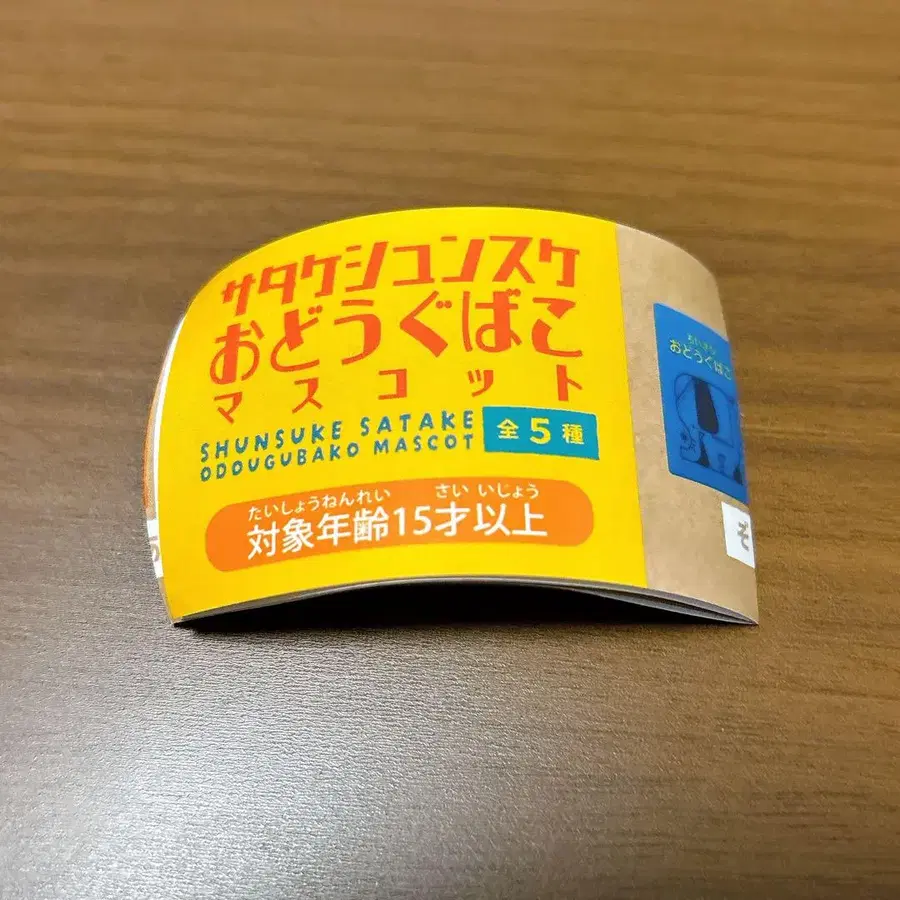 サタケシュンスケ
おどうぐばこ
マスコット
SHUNSUKE SATAKE
ODOUGUBAKO MASCOT
全5種
たいしょうねんれい さい いじょう
対象年齢15才以上
おどうぐばこ
ぞ